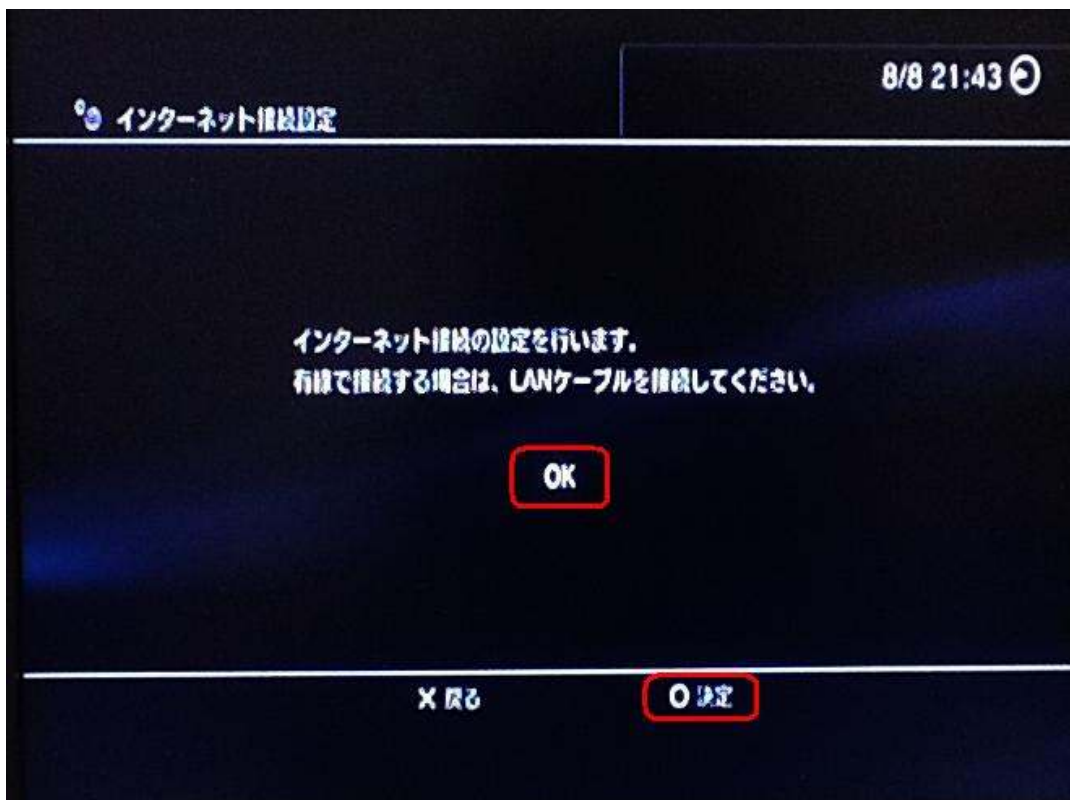 8/8 21:43
インターネット接続設定
インターネット接続の設定を行います。
有線で接続する場合は、LANケーブルを接続してください。
OK
X 戻る
O 決定